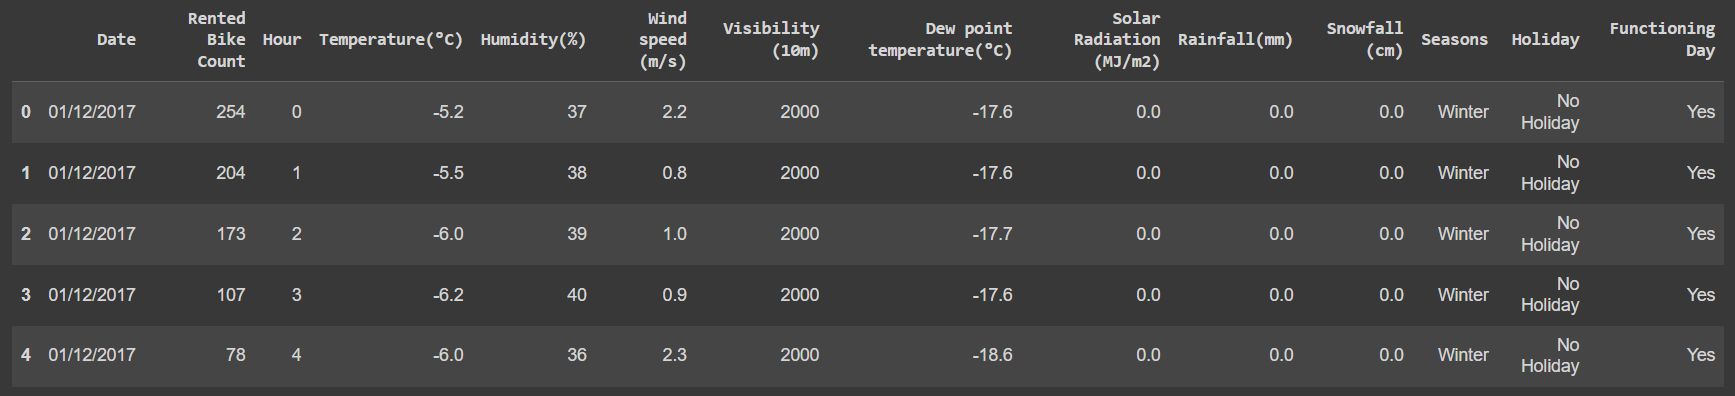 Date Rented Bike Count Hour Temperature(°C) Humidity(%) Wind speed (m/s) Visibility (10m) Dew point temperature(°C) Solar Radiation (MJ/m2) Rainfall(mm) Snowfall (cm) Seasons Holiday Functioning Day
0 01/12/2017 254 0 -5.2 37 2.2 2000 -17.6 0.0 0.0 0.0 Winter No Holiday Yes
1 01/12/2017 204 1 -5.5 38 0.8 2000 -17.6 0.0 0.0 0.0 Winter No Holiday Yes
2 01/12/2017 173 2 -6.0 39 1.0 2000 -17.7 0.0 0.0 0.0 Winter No Holiday Yes
3 01/12/2017 107 3 -6.2 40 0.9 2000 -17.6 0.0 0.0 0.0 Winter No Holiday Yes
4 01/12/2017 78 4 -6.0 36 2.3 2000 -18.6 0.0 0.0 0.0 Winter No Holiday Yes